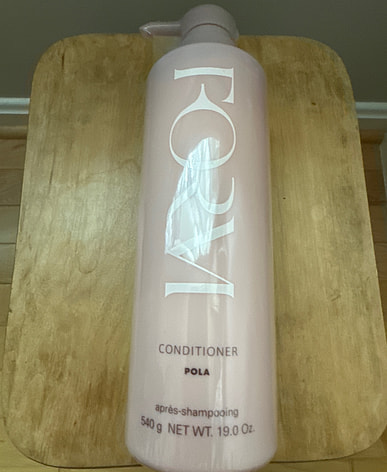 FORM
CONDITIONER
POLA
après-shampooing
540 g NET WT. 19.0 Oz.